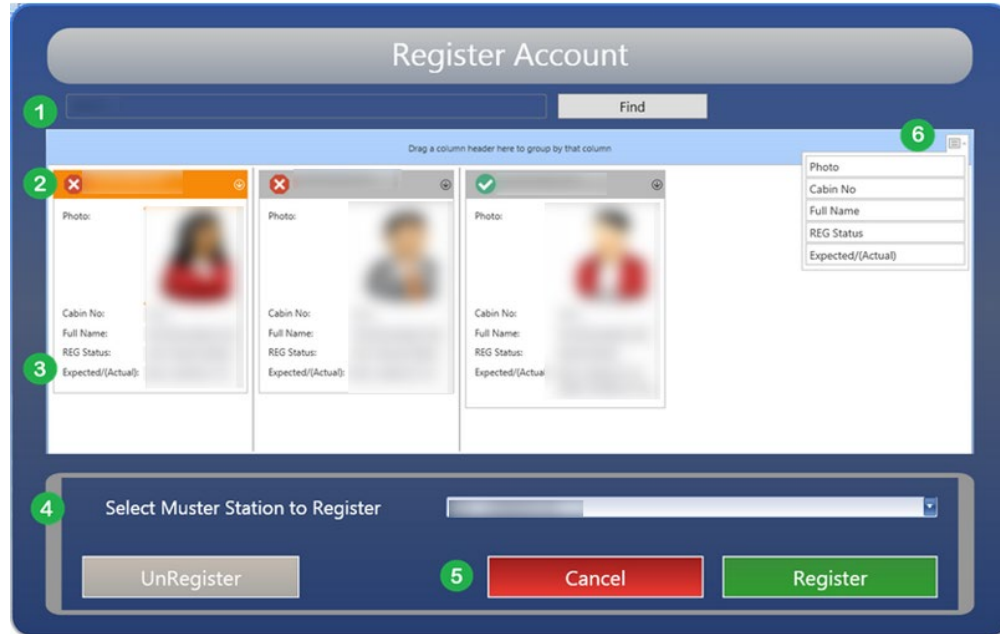 Register Account
1
Find
6
Drag a column header here to group by that column
Photo
Cabin No
Full Name
REG Status
Expected/(Actual)
2
Photo:
Photo:
Photo:
Cabin No:
Cabin No:
Cabin No:
Full Name:
Full Name:
Full Name:
REG Status:
REG Status:
REG Status:
3
Expected/(Actual):
Expected/(Actual):
Expected/(Actua
4
Select Muster Station to Register
UnRegister
5
Cancel
Register